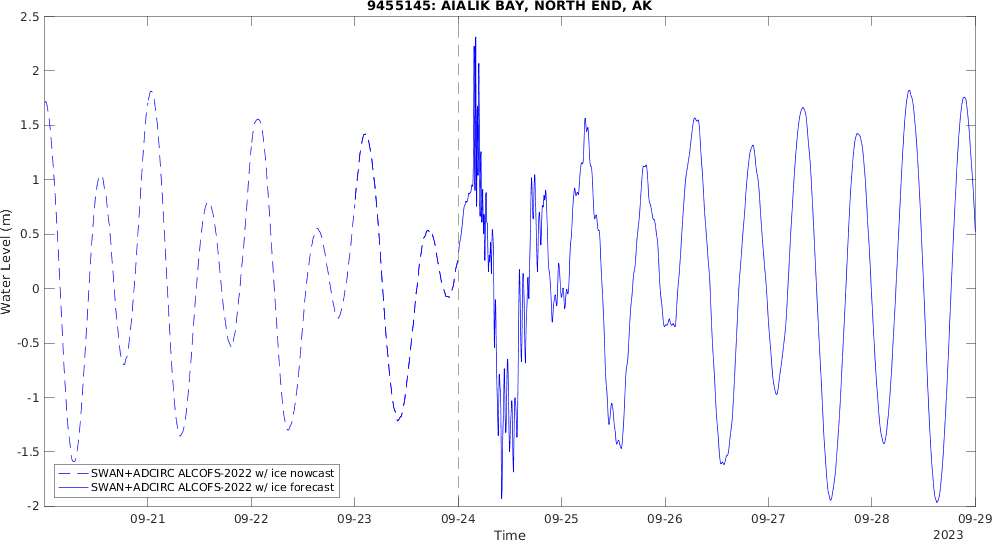 9455145: AIALIK BAY, NORTH END, AK
Water Level (m)
2.5
2
1.5
1
0.5
0
-0.5
-1
-1.5
-2
SWAN+ADCIRC ALCOFS-2022 w/ ice nowcast
SWAN+ADCIRC ALCOFS-2022 w/ ice forecast
09-21 09-22 09-23 09-24 09-25 09-26 09-27 09-28 09-29
Time
2023